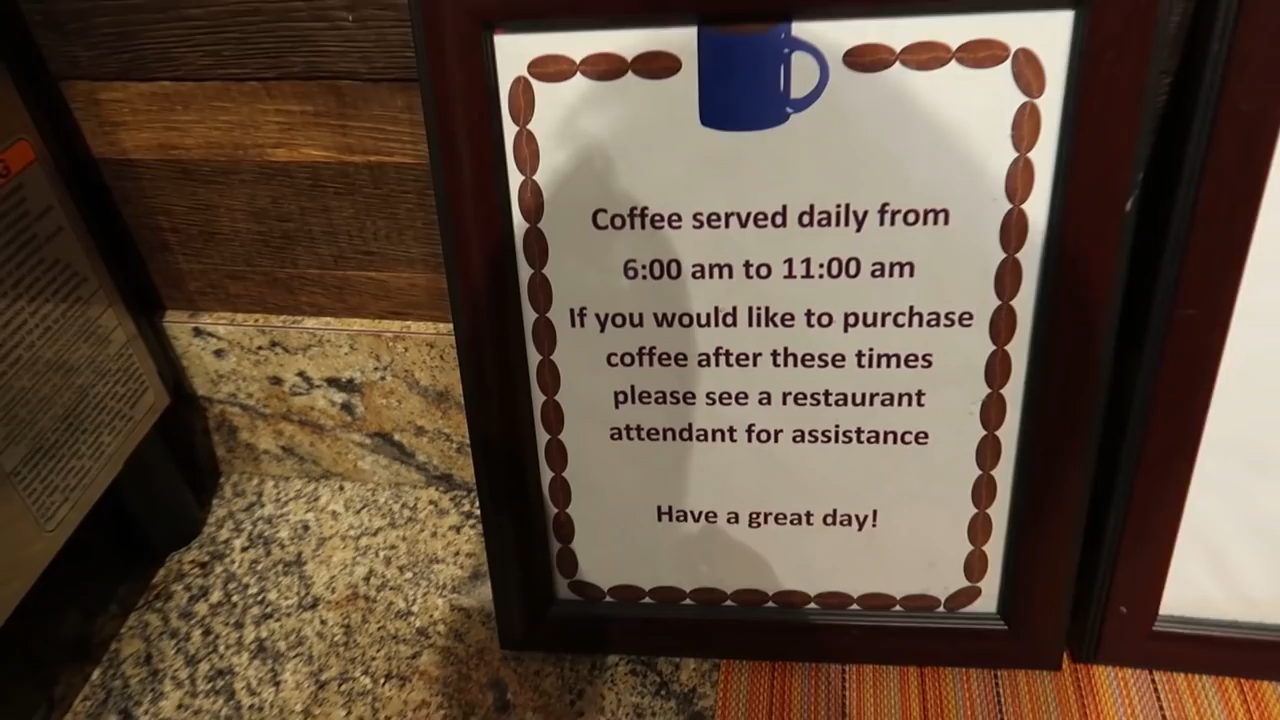 Coffee served daily from
6:00 am to 11:00 am
If you would like to purchase
coffee after these times
please see a restaurant
attendant for assistance
Have a great day!